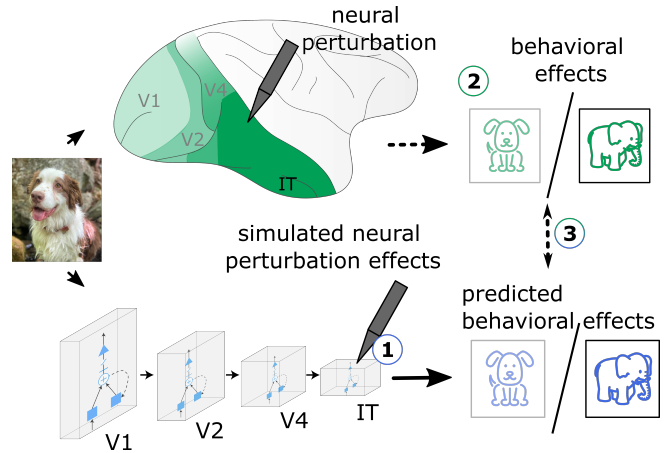 neural
perturbation
behavioral
effects
2
V1
V4
V2
IT
3
simulated neural
perturbation effects
predicted
behavioral effects
1
V1
V2
V4
IT